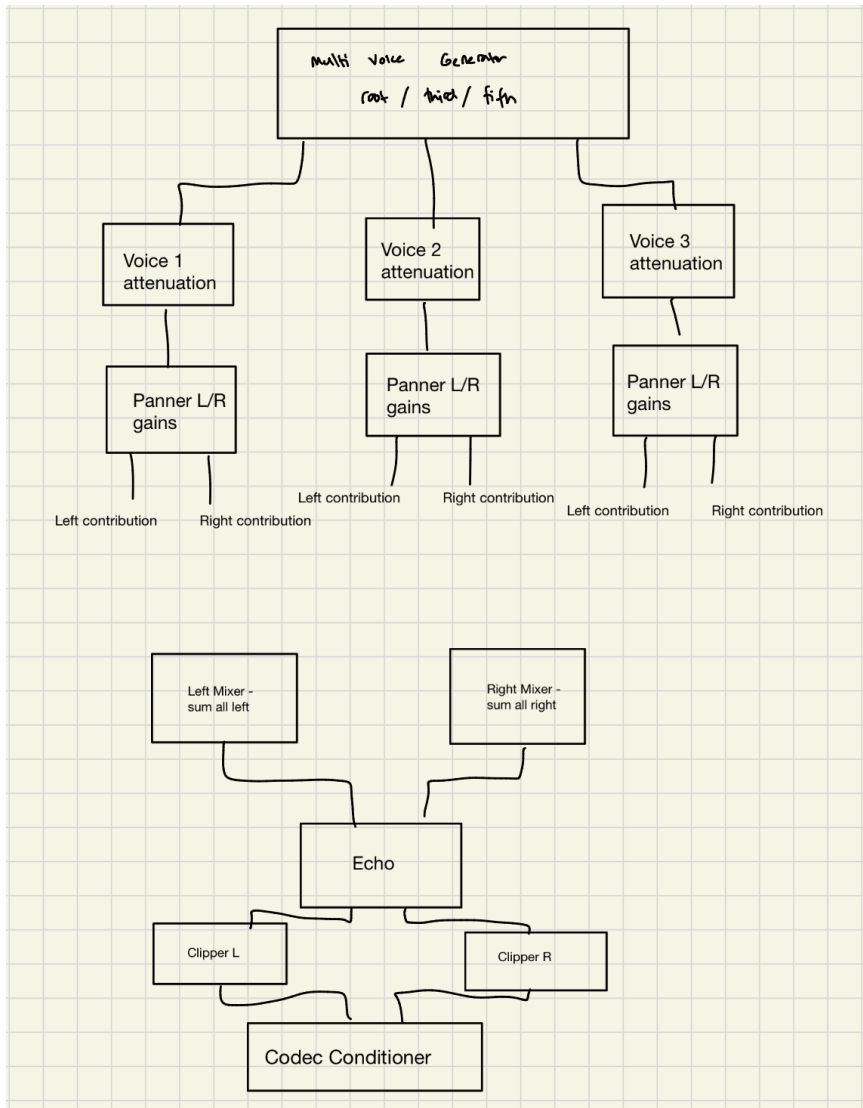 Multi Voice Generator
root / third / fifth
Voice 1
attenuation
Voice 2
attenuation
Voice 3
attenuation
Panner L/R
gains
Panner L/R
gains
Panner L/R
gains
Left contribution
Right contribution
Left contribution
Right contribution
Left contribution
Right contribution
Left Mixer -
sum all left
Right Mixer -
sum all right
Echo
Clipper L
Clipper R
Codec Conditioner